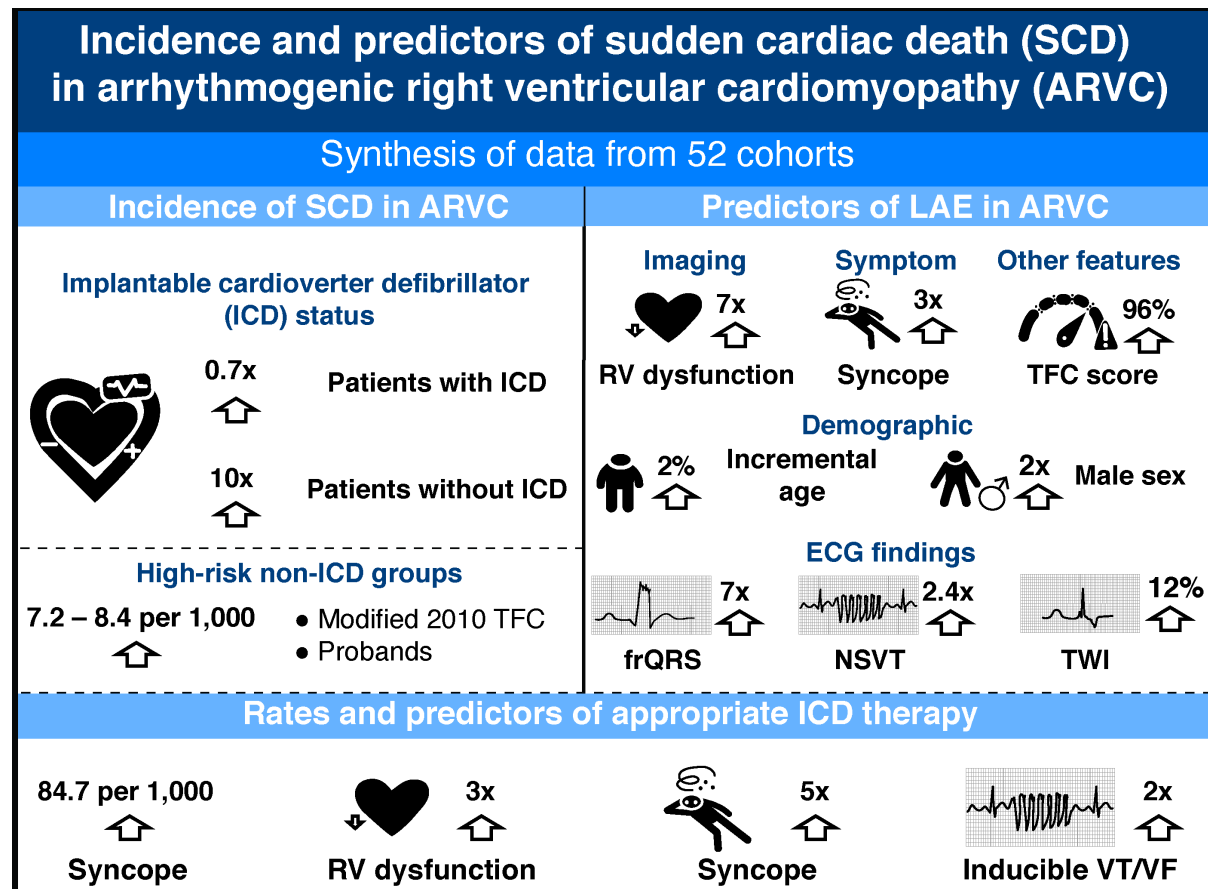 Incidence and predictors of sudden cardiac death (SCD)
in arrhythmogenic right ventricular cardiomyopathy (ARVC)
Synthesis of data from 52 cohorts
Incidence of SCD in ARVC
Implantable cardioverter defibrillator
(ICD) status
0.7x
Patients with ICD
10x
Patients without ICD
High-risk non-ICD groups
7.2 – 8.4 per 1,000
● Modified 2010 TFC
● Probands
Predictors of LAE in ARVC
Imaging
7x
RV dysfunction
Symptom
3x
Syncope
Other features
96%
TFC score
Demographic
2%
Incremental
age
2x
Male sex
ECG findings
7x
frQRS
2.4x
NSVT
12%
TWI
Rates and predictors of appropriate ICD therapy
84.7 per 1,000
Syncope
3x
RV dysfunction
5x
Syncope
2x
Inducible VT/VF